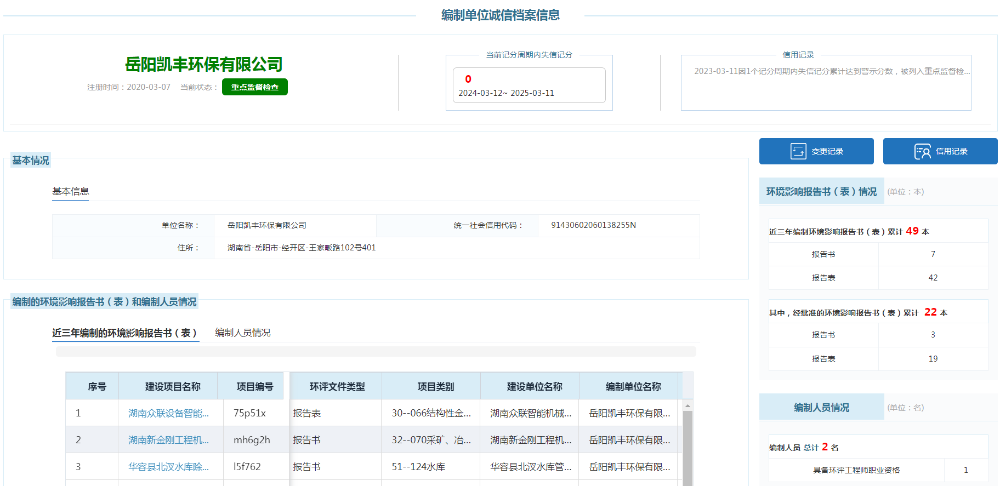 编制单位诚信档案信息
岳阳凯丰环保有限公司
注册时间：2020-03-07 当前状态： 重点监督检查
当前记分周期内失信记分
0
2024-03-12~ 2025-03-11
信用记录
2023-03-11因1个记分周期内失信记分累计达到警示分数，被列入重点监督检...
变更记录 信用记录
基本情况
基本信息
单位名称： 岳阳凯丰环保有限公司 统一社会信用代码： 91430602060138255N
住所： 湖南省-岳阳市-经开区-王家畈路102号401
环境影响报告书（表）情况 (单位：本)
近三年编制环境影响报告书（表）累计 49 本
报告书 7
报告表 42
其中，经批准的环境影响报告书（表）累计 22 本
报告书 3
报告表 19
编制的环境影响报告书（表）和编制人员情况
近三年编制的环境影响报告书（表） 编制人员情况
序号 建设项目名称 项目编号 环评文件类型 项目类别 建设单位名称 编制单位名称
1 湖南众联设备智能... 75p51x 报告表 30--066结构性金... 湖南众联智能机械... 岳阳凯丰环保有限...
2 湖南新金刚工程机... mh6g2h 报告书 32--070采矿、冶... 湖南新金刚工程机... 岳阳凯丰环保有限...
3 华容县北汊水库除... l5f762 报告书 51--124水库 华容县北汊水库管... 岳阳凯丰环保有限...
编制人员情况 (单位：名)
编制人员 总计 2 名
具备环评工程师职业资格 1